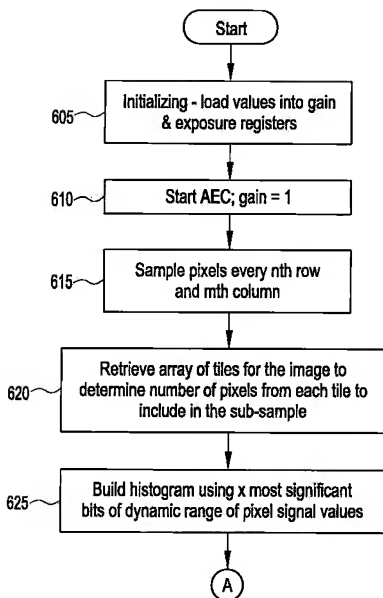 Start
605
Initializing - load values into gain
& exposure registers
610
Start AEC; gain = 1
615
Sample pixels every nth row
and mth column
620
Retrieve array of tiles for the image to
determine number of pixels from each tile to
include in the sub-sample
625
Build histogram using x most significant
bits of dynamic range of pixel signal values
A